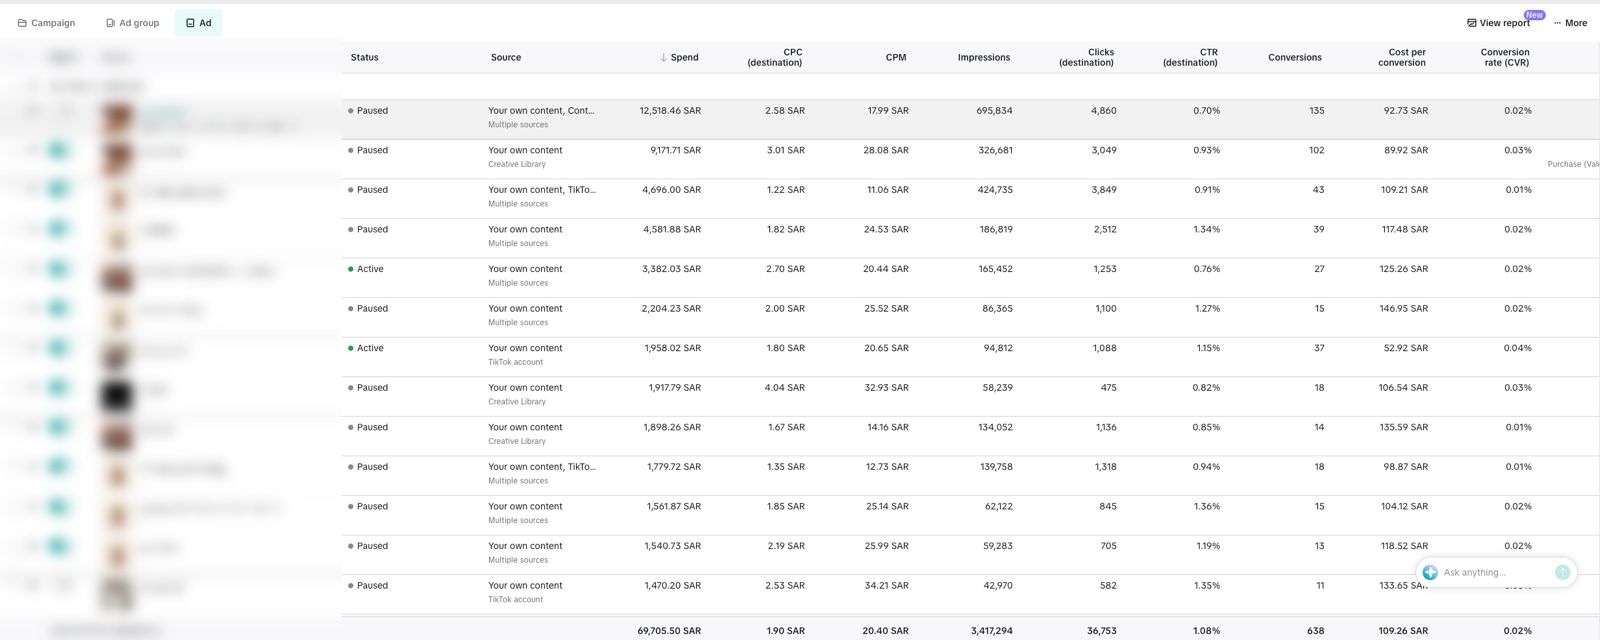 Campaign Ad group Ad View report New More
Status Source Spend CPC (destination) CPM Impressions Clicks (destination) CTR (destination) Conversions Cost per conversion Conversion rate (CVR)
Paused Your own content, Cont... 12,518.46 SAR 2.58 SAR 17.99 SAR 695,834 4,860 0.70% 135 92.73 SAR 0.02%
Multiple sources
Paused Your own content 9,171.71 SAR 3.01 SAR 28.08 SAR 326,681 3,049 0.93% 102 89.92 SAR 0.03%
Creative Library Purchase (Valu
Paused Your own content, TikTo... 4,696.00 SAR 1.22 SAR 11.06 SAR 424,735 3,849 0.91% 43 109.21 SAR 0.01%
Multiple sources
Paused Your own content 4,581.88 SAR 1.82 SAR 24.53 SAR 186,819 2,512 1.34% 39 117.48 SAR 0.02%
Multiple sources
Active Your own content 3,382.03 SAR 2.70 SAR 20.44 SAR 165,452 1,253 0.76% 27 125.26 SAR 0.02%
Multiple sources
Paused Your own content 2,204.23 SAR 2.00 SAR 25.52 SAR 86,365 1,100 1.27% 15 146.95 SAR 0.02%
Multiple sources
Active Your own content 1,958.02 SAR 1.80 SAR 20.65 SAR 94,812 1,088 1.15% 37 52.92 SAR 0.04%
TikTok account
Paused Your own content 1,917.79 SAR 4.04 SAR 32.93 SAR 58,239 475 0.82% 18 106.54 SAR 0.03%
Creative Library
Paused Your own content 1,898.26 SAR 1.67 SAR 14.16 SAR 134,052 1,136 0.85% 14 135.59 SAR 0.01%
Creative Library
Paused Your own content, TikTo... 1,779.72 SAR 1.35 SAR 12.73 SAR 139,758 1,318 0.94% 18 98.87 SAR 0.01%
Multiple sources
Paused Your own content 1,561.87 SAR 1.85 SAR 25.14 SAR 62,122 845 1.36% 15 104.12 SAR 0.02%
Multiple sources
Paused Your own content 1,540.73 SAR 2.19 SAR 25.99 SAR 59,283 705 1.19% 13 118.52 SAR 0.02%
Multiple sources
Ask anything...
Paused Your own content 1,470.20 SAR 2.53 SAR 34.21 SAR 42,970 582 1.35% 11 133.65 SAR
TikTok account
69,705.50 SAR 1.90 SAR 20.40 SAR 3,417,294 36,753 1.08% 638 109.26 SAR 0.02%